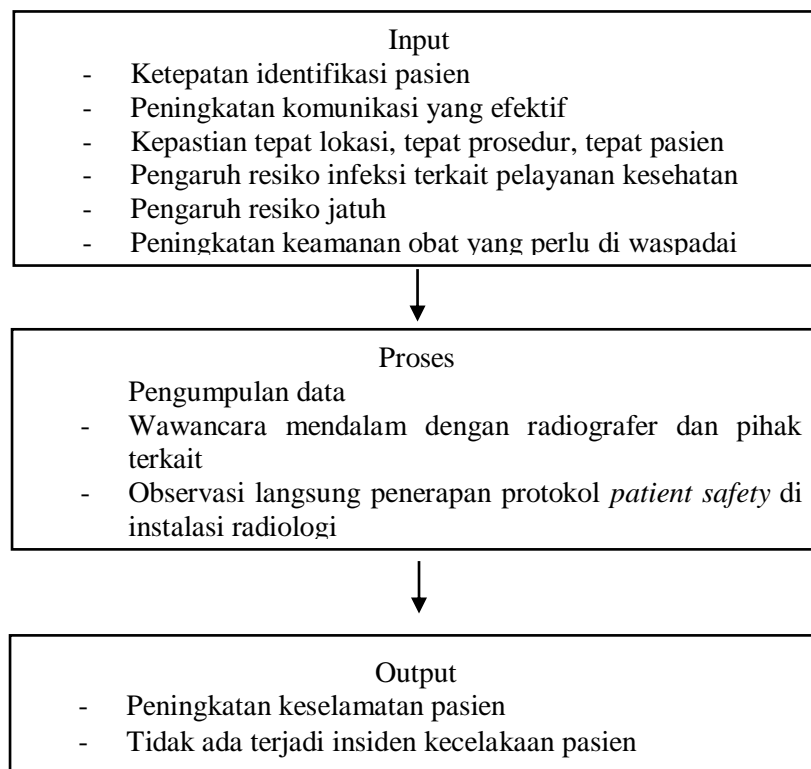 Input
- Ketepatan identifikasi pasien
- Peningkatan komunikasi yang efektif
- Kepastian tepat lokasi, tepat prosedur, tepat pasien
- Pengaruh resiko infeksi terkait pelayanan kesehatan
- Pengaruh resiko jatuh
- Peningkatan keamanan obat yang perlu di waspadai
Proses
Pengumpulan data
- Wawancara mendalam dengan radiografer dan pihak
terkait
- Observasi langsung penerapan protokol patient safety di
instalasi radiologi
Output
- Peningkatan keselamatan pasien
- Tidak ada terjadi insiden kecelakaan pasien